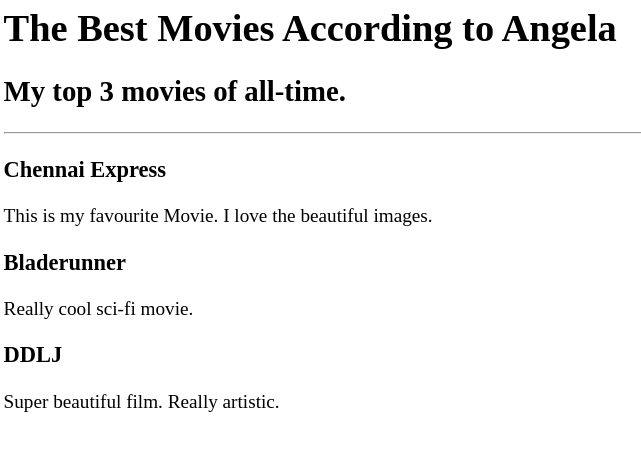 The Best Movies According to Angela
My top 3 movies of all-time.
Chennai Express
This is my favourite Movie. I love the beautiful images.
Bladerunner
Really cool sci-fi movie.
DDLJ
Super beautiful film. Really artistic.